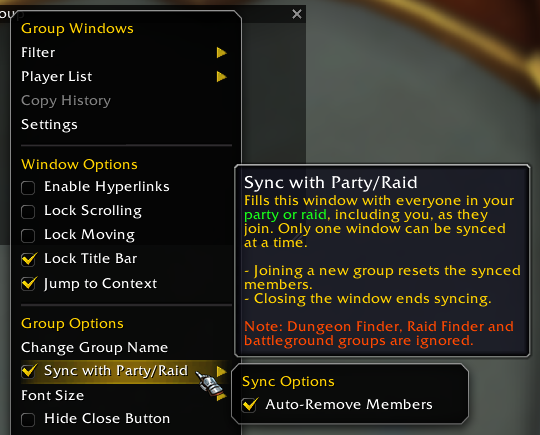 oup
Group Windows
Filter
Player List
Copy History
Settings
Window Options
Enable Hyperlinks
Lock Scrolling
Lock Moving
Lock Title Bar
Jump to Context
Group Options
Change Group Name
Sync with Party/Raid
Font Size
Hide Close Button
Sync with Party/Raid
Fills this window with everyone in your
party or raid, including you, as they
join. Only one window can be synced
at a time.
- Joining a new group resets the synced
members.
- Closing the window ends syncing.
Note: Dungeon Finder, Raid Finder and
battleground groups are ignored.
Sync Options
Auto-Remove Members